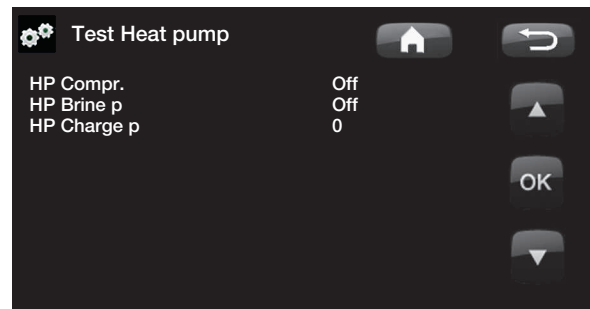 Test Heat pump
HP Compr. Off
HP Brine p Off
HP Charge p 0
OK